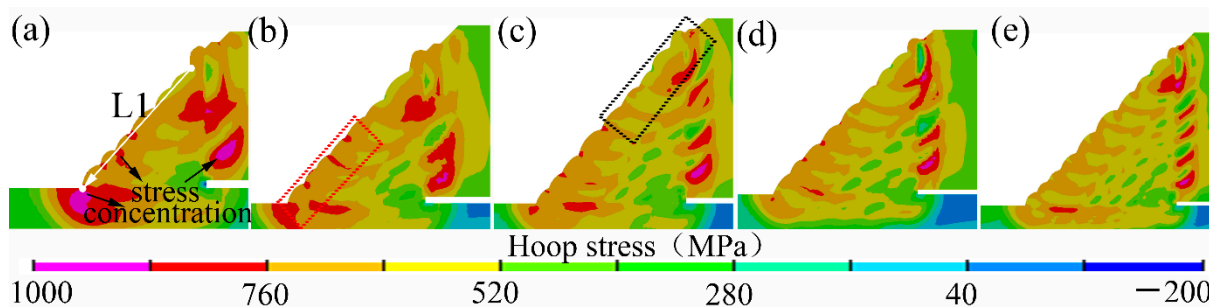 (a) (b) (c) (d) (e)
L1
stress
concentration
Hoop stress（MPa）
1000 760 520 280 40 －200